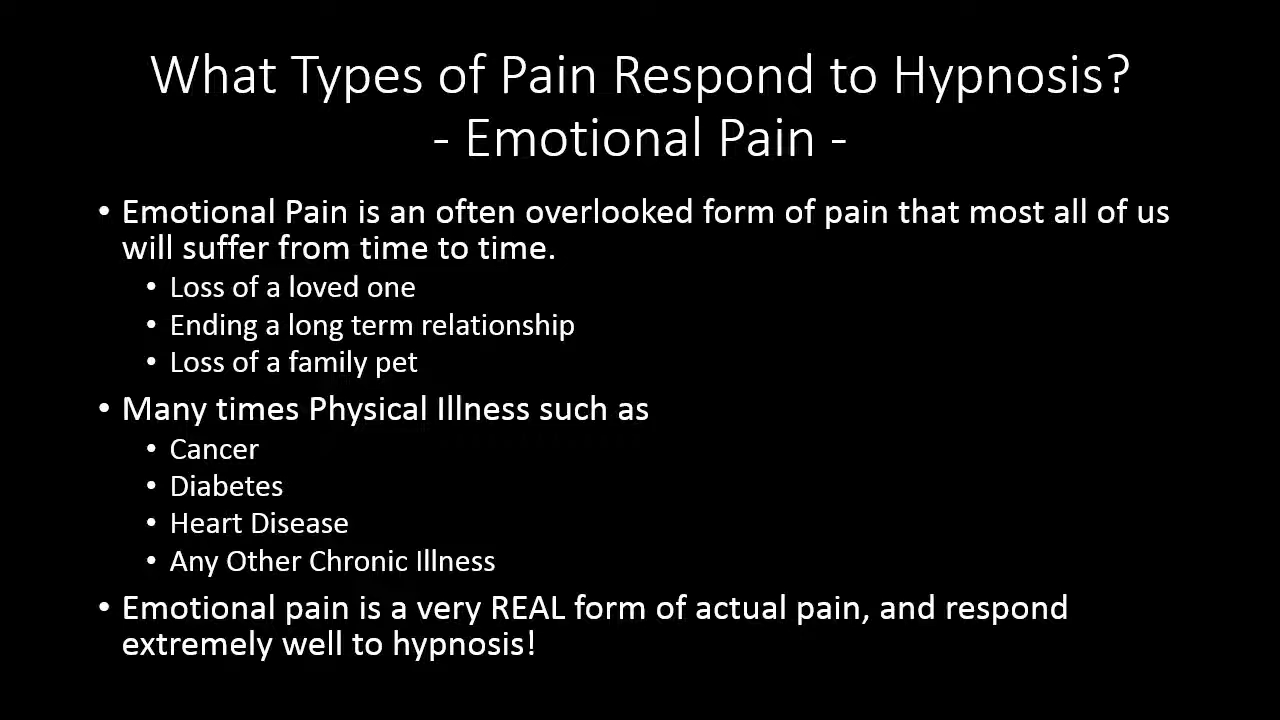 What Types of Pain Respond to Hypnosis?
- Emotional Pain -
• Emotional Pain is an often overlooked form of pain that most all of us
will suffer from time to time.
• Loss of a loved one
• Ending a long term relationship
• Loss of a family pet
• Many times Physical Illness such as
• Cancer
• Diabetes
• Heart Disease
• Any Other Chronic Illness
• Emotional pain is a very REAL form of actual pain, and respond
extremely well to hypnosis!